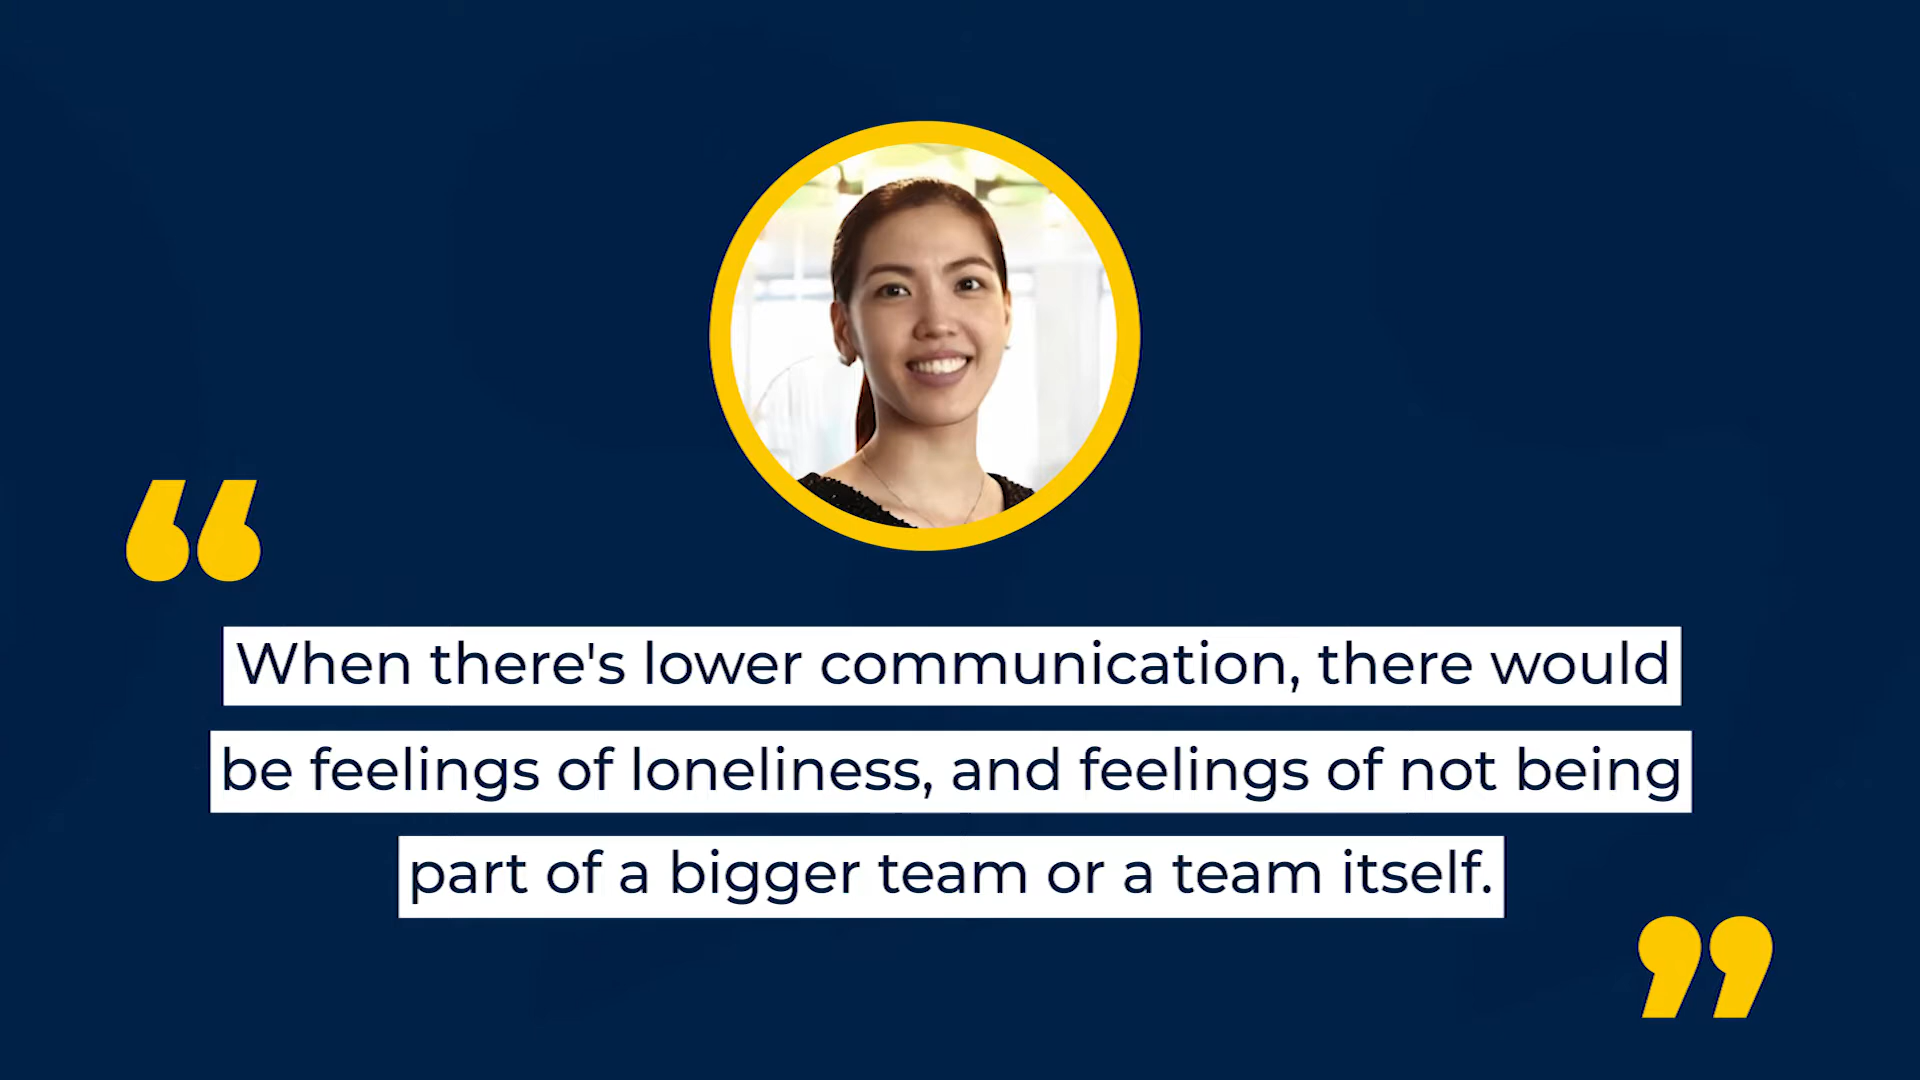 “
When there's lower communication, there would
be feelings of loneliness, and feelings of not being
part of a bigger team or a team itself.
”